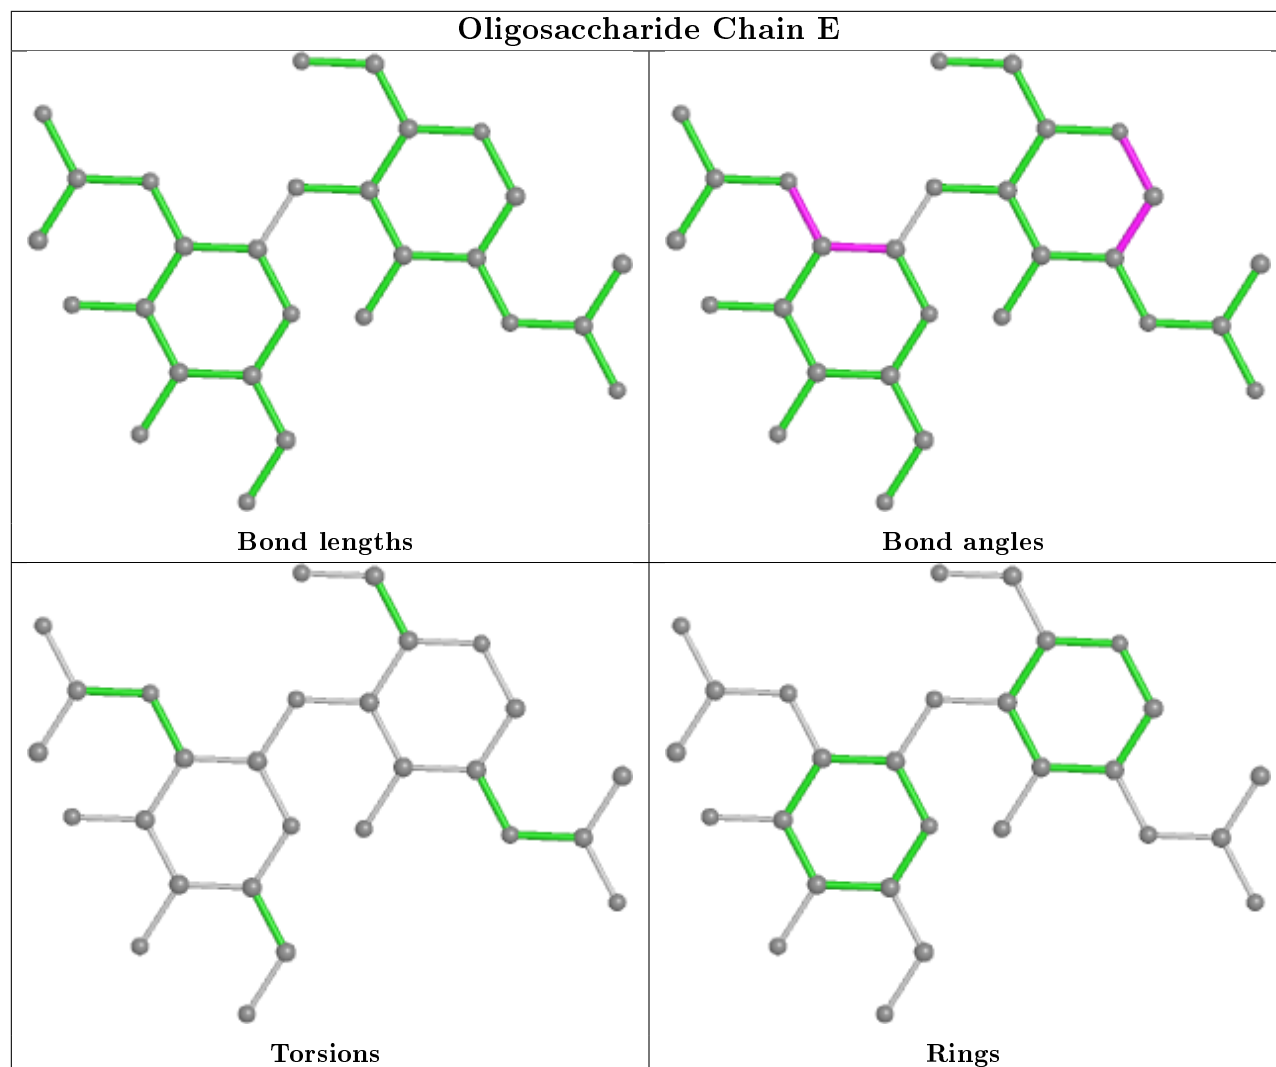 Oligosaccharide Chain E
Bond lengths
Bond angles
Torsions
Rings